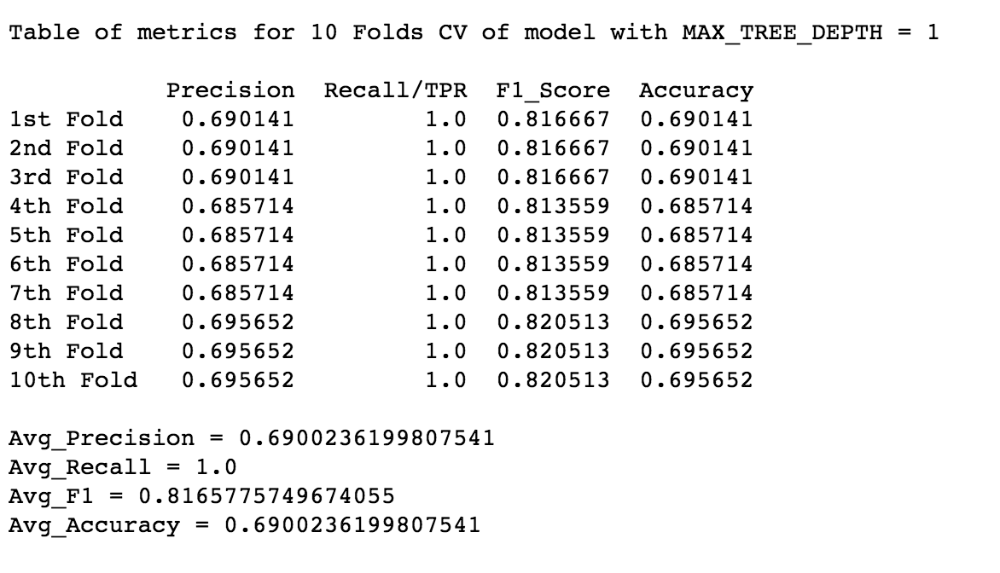 Table of metrics for 10 Folds CV of model with MAX_TREE_DEPTH = 1
Precision Recall/TPR F1_Score Accuracy
1st Fold 0.690141 1.0 0.816667 0.690141
2nd Fold 0.690141 1.0 0.816667 0.690141
3rd Fold 0.690141 1.0 0.816667 0.690141
4th Fold 0.685714 1.0 0.813559 0.685714
5th Fold 0.685714 1.0 0.813559 0.685714
6th Fold 0.685714 1.0 0.813559 0.685714
7th Fold 0.685714 1.0 0.813559 0.685714
8th Fold 0.695652 1.0 0.820513 0.695652
9th Fold 0.695652 1.0 0.820513 0.695652
10th Fold 0.695652 1.0 0.820513 0.695652
Avg_Precision = 0.6900236199807541
Avg_Recall = 1.0
Avg_F1 = 0.8165775749674055
Avg_Accuracy = 0.6900236199807541